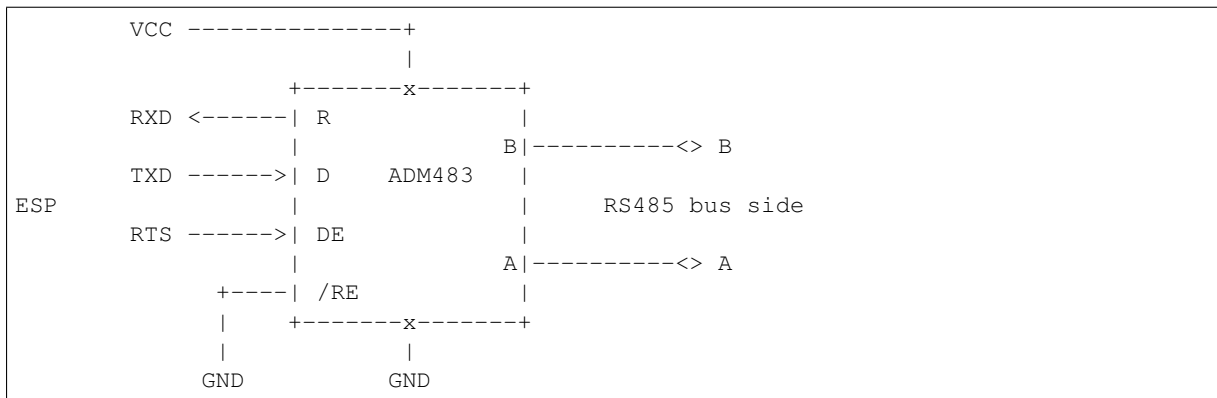 VCC ---------------+
|
+-------x-------+
RXD <------| R |
| B|----------<> B
TXD ------>| D ADM483 |
ESP | | RS485 bus side
RTS ------>| DE |
| A|----------<> A
+----| /RE |
| +-------x-------+
| |
GND GND